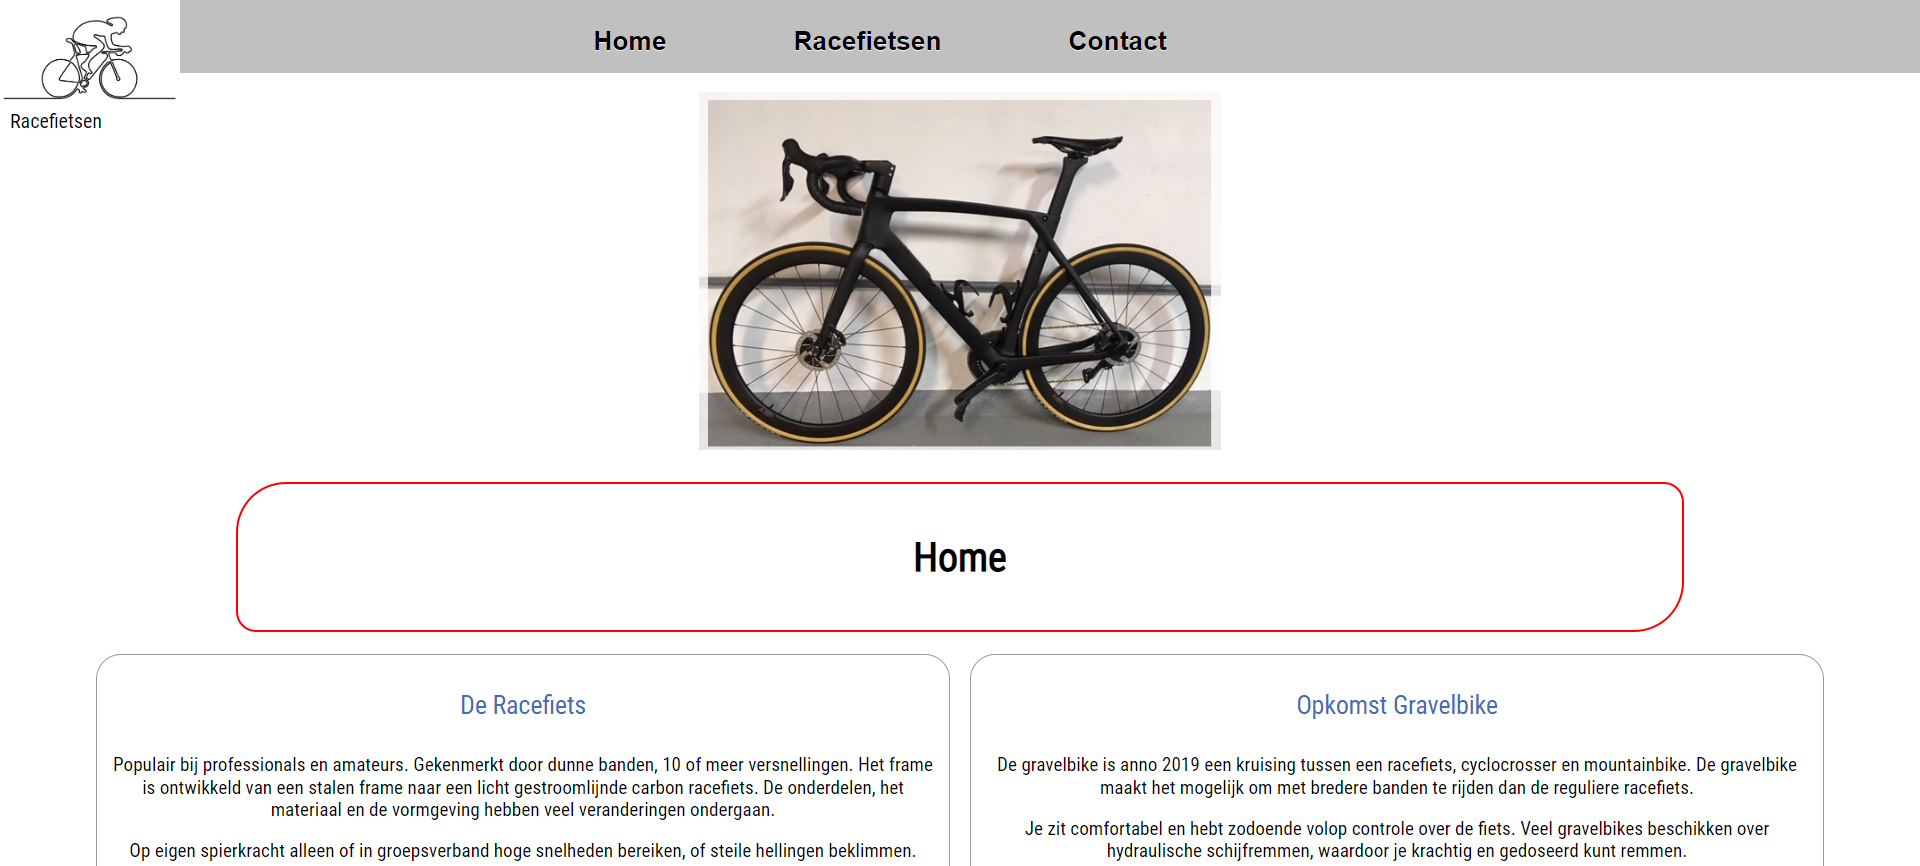 Home Racefietsen Contact
Racefietsen
Home
De Racefiets
Populair bij professionals en amateurs. Gekenmerkt door dunne banden, 10 of meer versnellingen. Het frame
is ontwikkeld van een stalen frame naar een licht gestroomlijnde carbon racefiets. De onderdelen, het
materiaal en de vormgeving hebben veel veranderingen ondergaan.
Op eigen spierkracht alleen of in groepsverband hoge snelheden bereiken, of steile hellingen beklimmen.
Opkomst Gravelbike
De gravelbike is anno 2019 een kruising tussen een racefiets, cyclocrosser en mountainbike. De gravelbike
maakt het mogelijk om met bredere banden te rijden dan de reguliere racefiets.
Je zit comfortabel en hebt zodoende volop controle over de fiets. Veel gravelbikes beschikken over
hydraulische schijfremmen, waardoor je krachtig en gedoseerd kunt remmen.